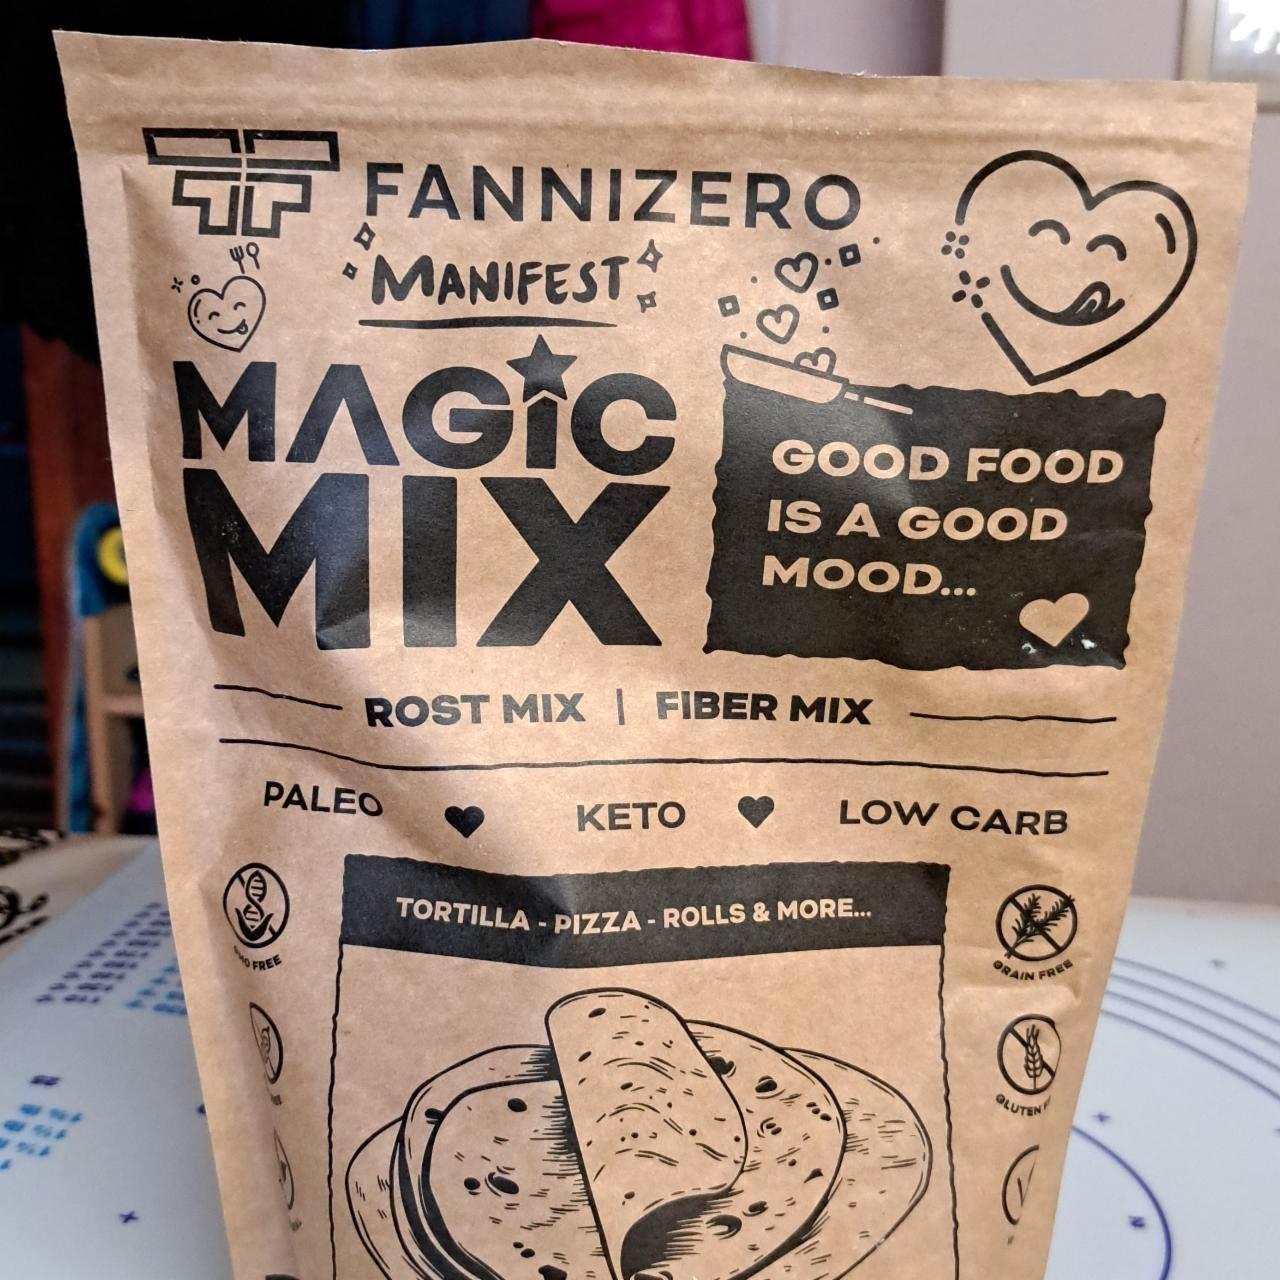 FANNIZERO
MANIFEST
MAGiC
MIX
GOOD FOOD
IS A GOOD
MOOD...
ROST MIX | FIBER MIX
PALEO KETO LOW CARB
TORTILLA - PIZZA - ROLLS & MORE...
FREE
GRAIN FREE
GLUTEN